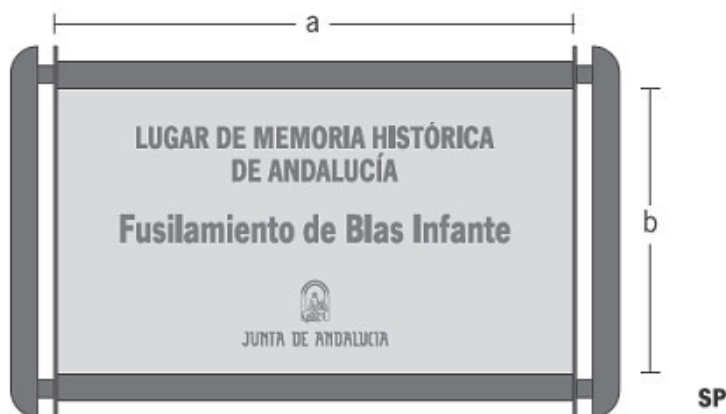 a
LUGAR DE MEMORIA HISTÓRICA
DE ANDALUCÍA
Fusilamiento de Blas Infante
JUNTA DE ANDALUCIA
b
SP